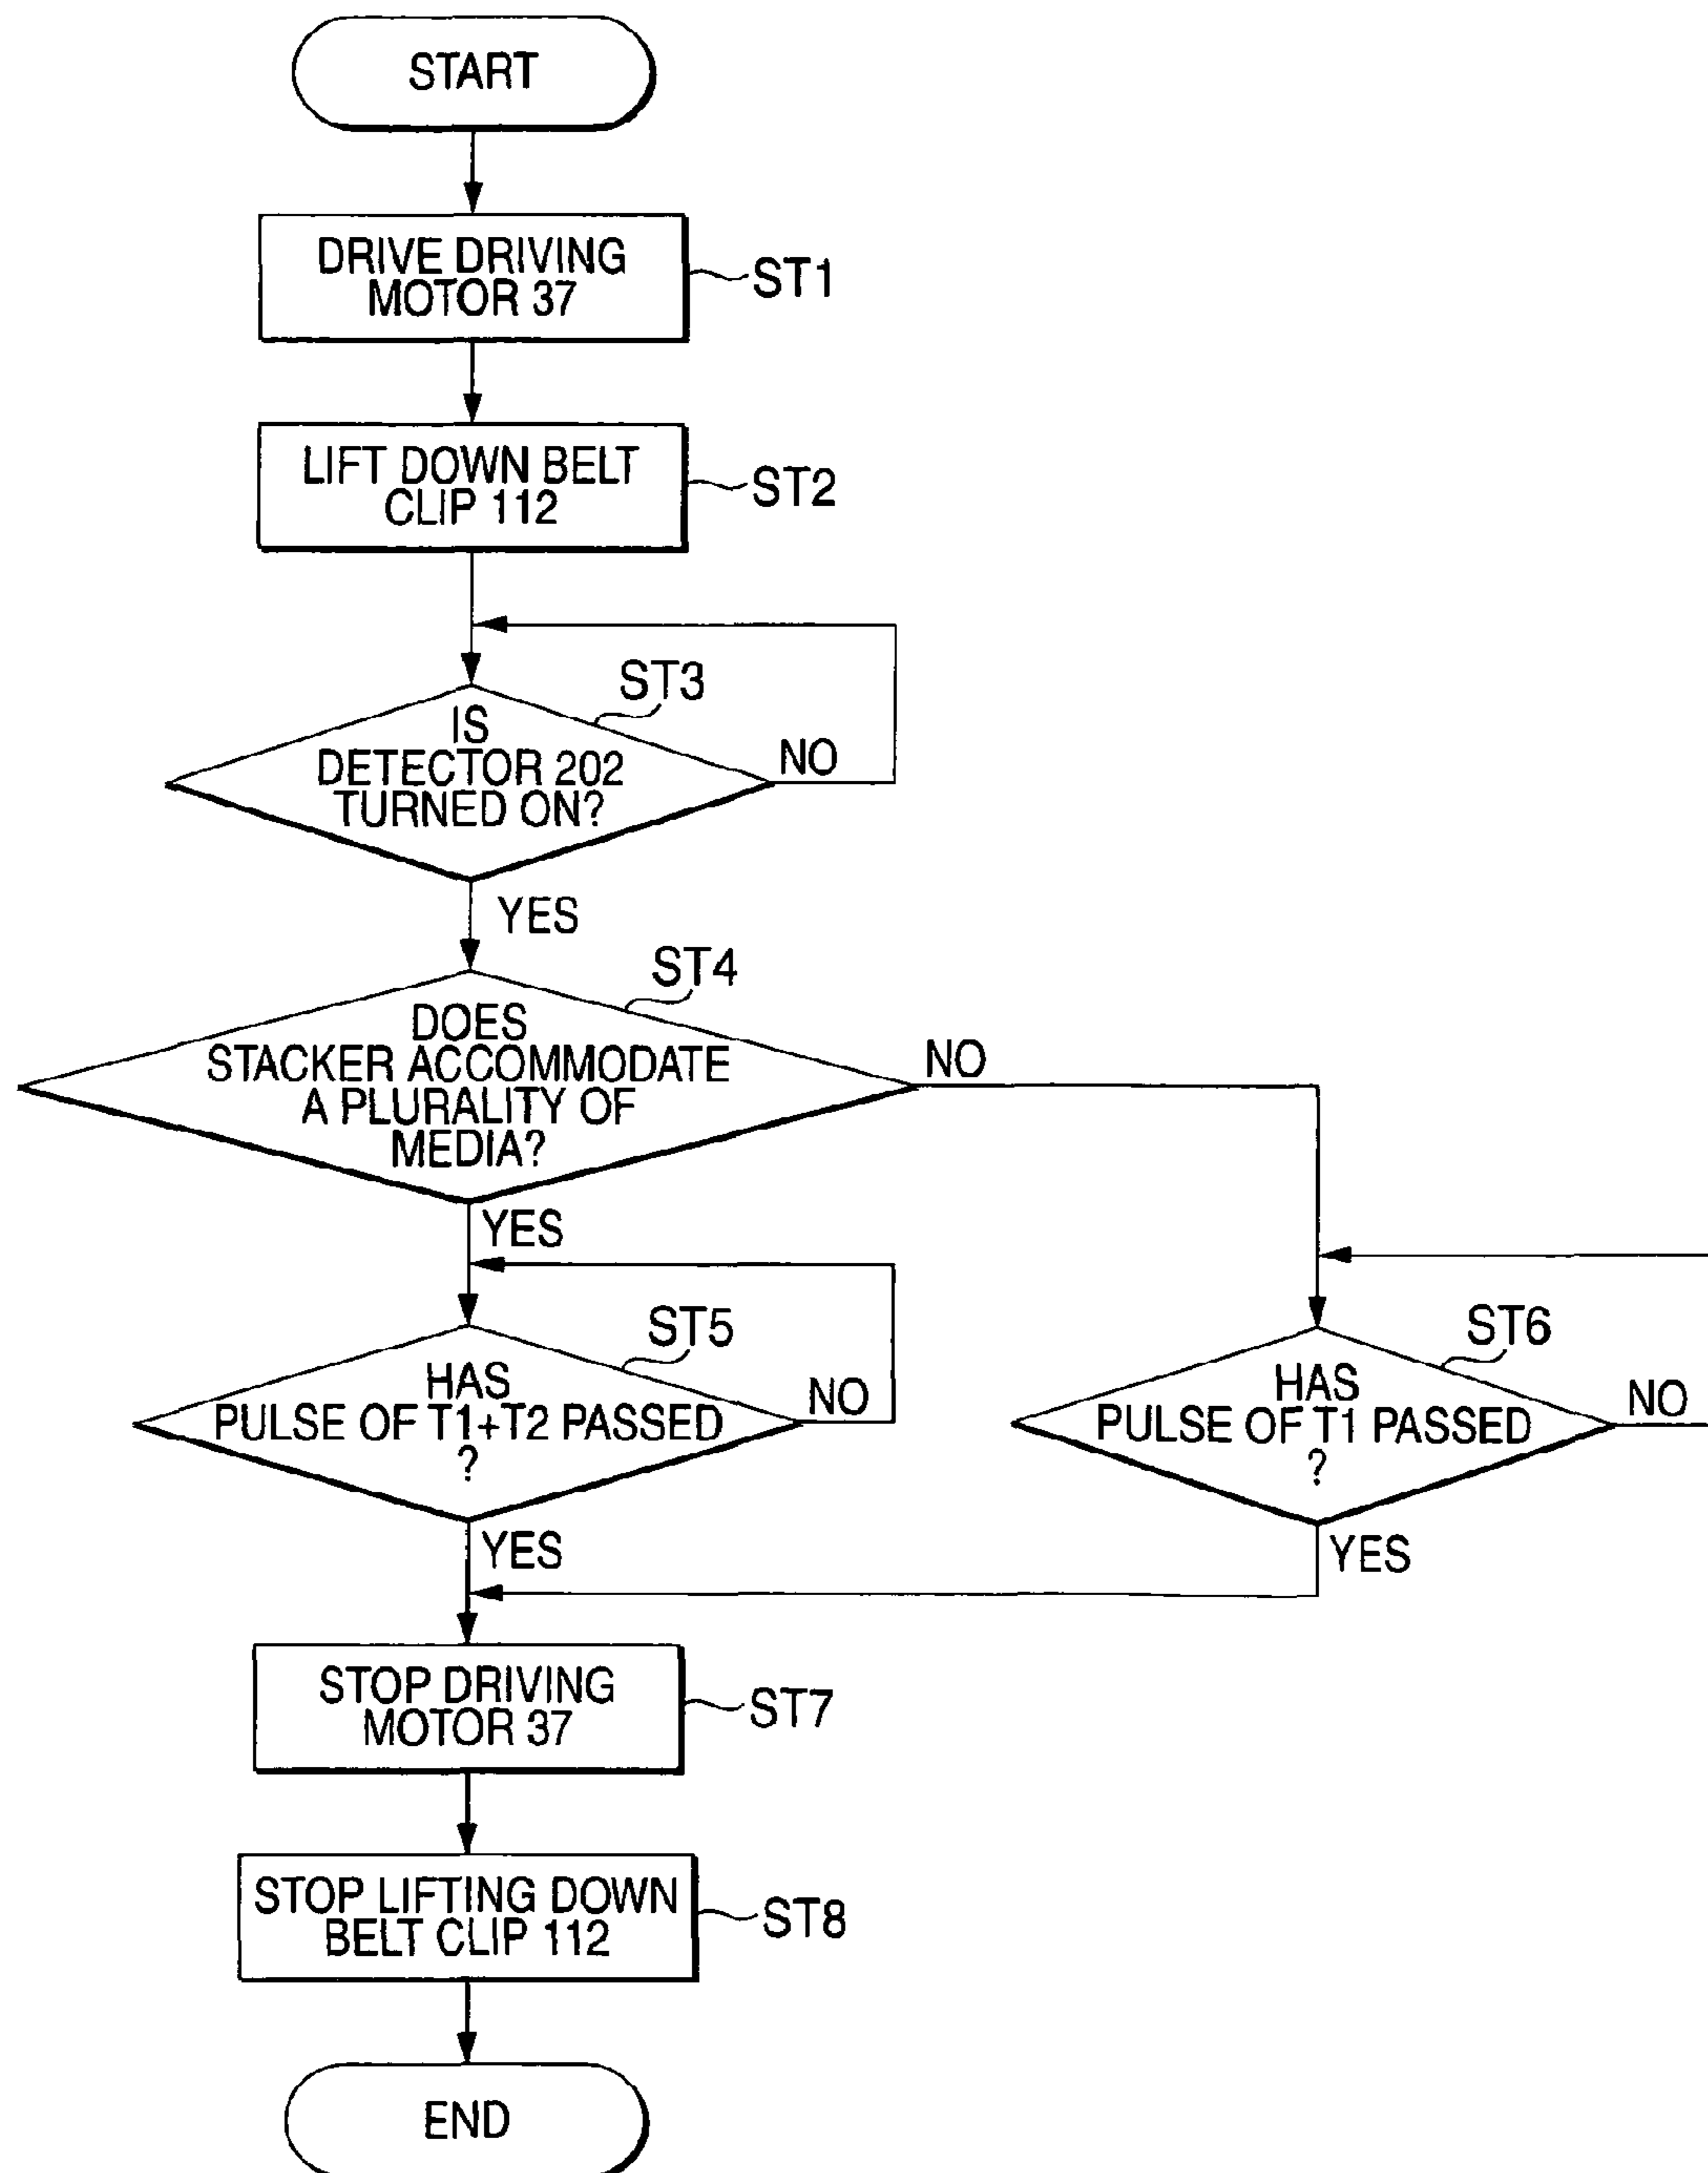 START
DRIVE DRIVING
MOTOR 37
ST1
LIFT DOWN BELT
CLIP 112
ST2
ST3
IS
DETECTOR 202
TURNED ON?
NO
YES
ST4
DOES
STACKER ACCOMMODATE
A PLURALITY OF
MEDIA?
NO
YES
ST5
HAS
PULSE OF T1+T2 PASSED
?
NO
YES
ST6
HAS
PULSE OF T1 PASSED
?
NO
YES
STOP DRIVING
MOTOR 37
ST7
STOP LIFTING DOWN
BELT CLIP 112
ST8
END